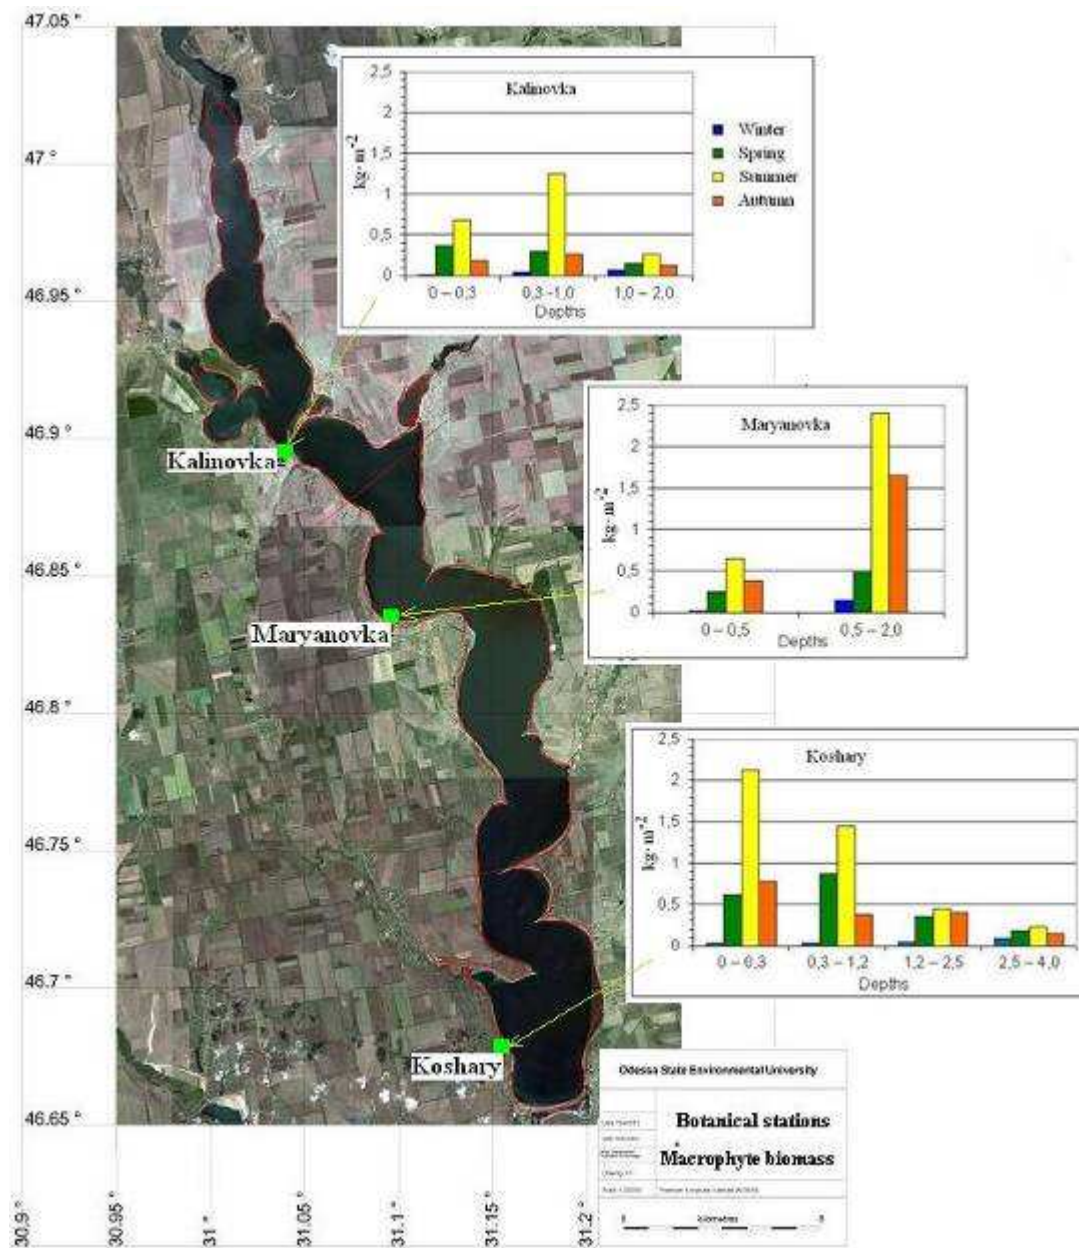 47.05 °
47 °
46.95 °
46.9 °
46.85 °
46.8 °
46.75 °
46.7 °
46.65 °
30.9 °
30.95 °
31 °
31.05 °
31.1 °
31.15 °
31.2 °
Kalinovka
Maryanovka
Koshary
Kalinovka
kg· m⁻²
2,5
2
1,5
1
0,5
0
0 – 0,3
0,3 -1,0
1,0 – 2,0
Depths
Winter
Spring
Summer
Autumn
Maryanovka
kg· m⁻²
2,5
2
1,5
1
0,5
0
0 – 0,5
0,5 – 2,0
Depths
Koshary
kg· m⁻²
2,5
2
1,5
1
0,5
0
0 – 0,3
0,3 – 1,2
1,2 – 2,5
2,5 – 4,0
Depths
Odessa State Environmental University
Botanical stations
Macrophyte biomass
kilometres